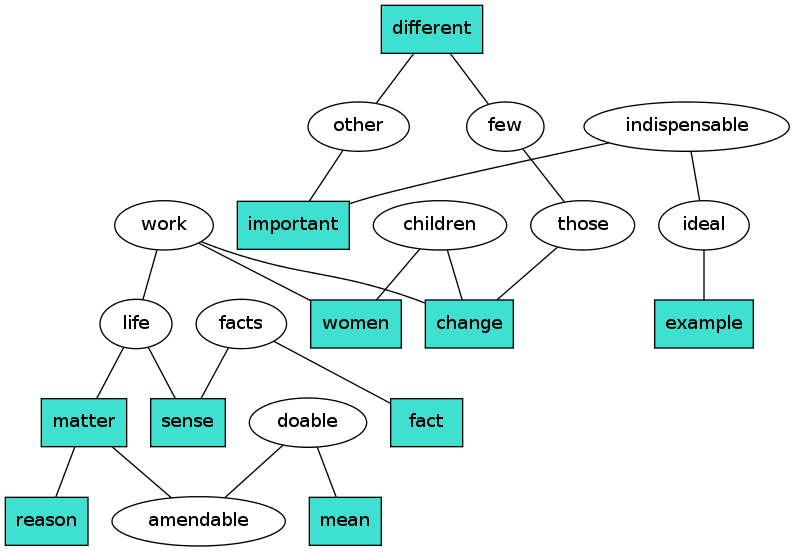 different
other
few
indispensable
work
important
children
those
ideal
life
facts
women
change
example
matter
sense
doable
fact
reason
amendable
mean